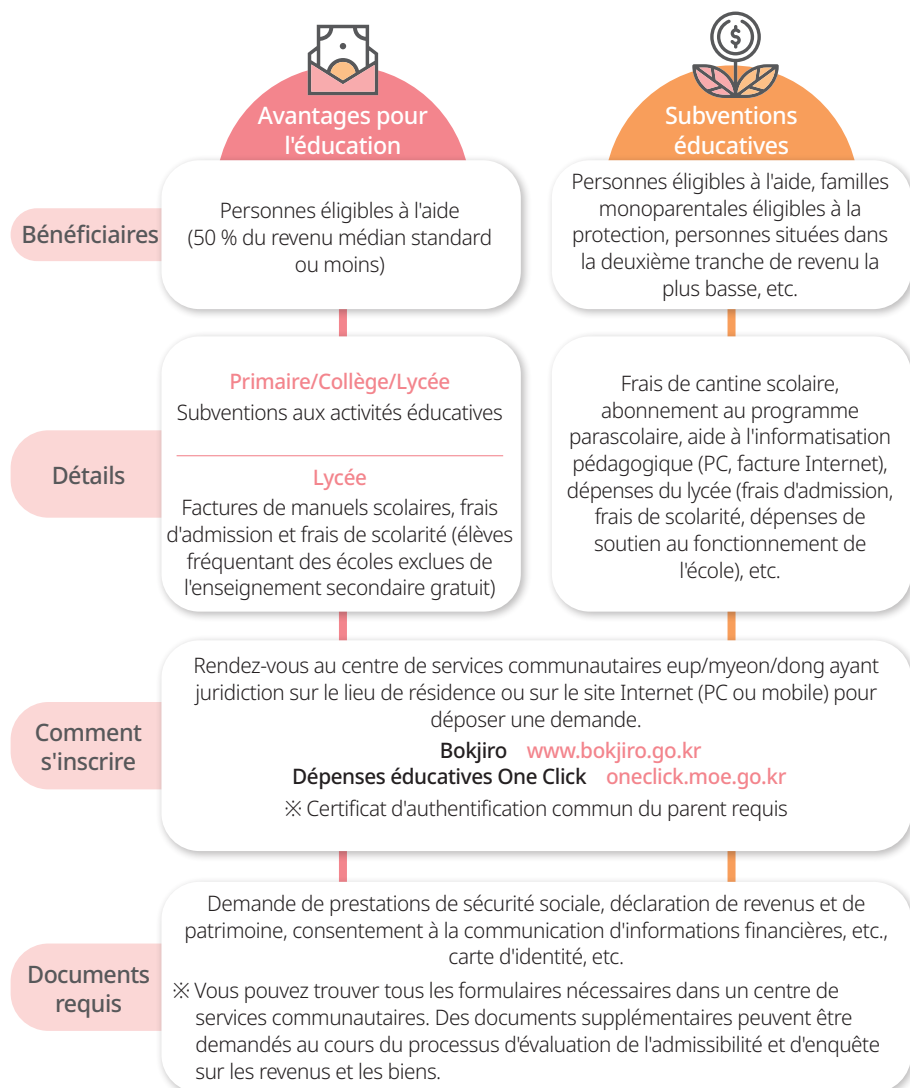 Avantages pour
l'éducation
Subventions
éducatives
Bénéficiaires
Personnes éligibles à l'aide
(50 % du revenu médian standard
ou moins)
Personnes éligibles à l'aide, familles
monoparentales éligibles à la
protection, personnes situées dans
la deuxième tranche de revenu la
plus basse, etc.
Détails
Primaire/Collège/Lycée
Subventions aux activités éducatives
Lycée
Factures de manuels scolaires, frais
d'admission et frais de scolarité (élèves
fréquentant des écoles exclues de
l'enseignement secondaire gratuit)
Frais de cantine scolaire,
abonnement au programme
parascolaire, aide à l'informatisation
pédagogique (PC, facture Internet),
dépenses du lycée (frais d'admission,
frais de scolarité, dépenses de
soutien au fonctionnement de
l'école), etc.
Comment
s'inscrire
Rendez-vous au centre de services communautaires eup/myeon/dong ayant
juridiction sur le lieu de résidence ou sur le site Internet (PC ou mobile) pour
déposer une demande.
Bokjiro www.bokjiro.go.kr
Dépenses éducatives One Click oneclick.moe.go.kr
※ Certificat d'authentification commun du parent requis
Documents
requis
Demande de prestations de sécurité sociale, déclaration de revenus et de
patrimoine, consentement à la communication d'informations financières, etc.,
carte d'identité, etc.
※ Vous pouvez trouver tous les formulaires nécessaires dans un centre de
services communautaires. Des documents supplémentaires peuvent être
demandés au cours du processus d'évaluation de l'admissibilité et d'enquête
sur les revenus et les biens.